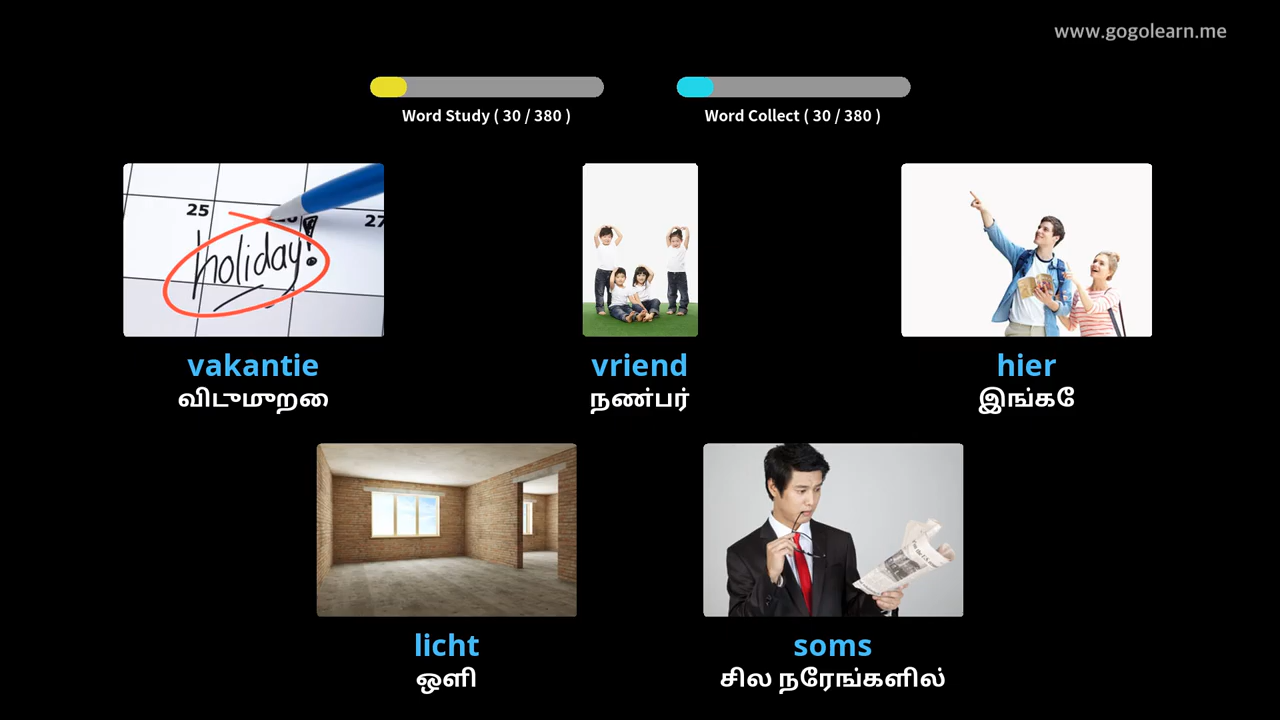 www.gogolearn.me
Word Study ( 30 / 380 )
Word Collect ( 30 / 380 )
25
27
holiday!
vakantie
விடுமுறை
vriend
நண்பர்
hier
இங்கே
licht
ஒளி
soms
சில நேரங்களில்